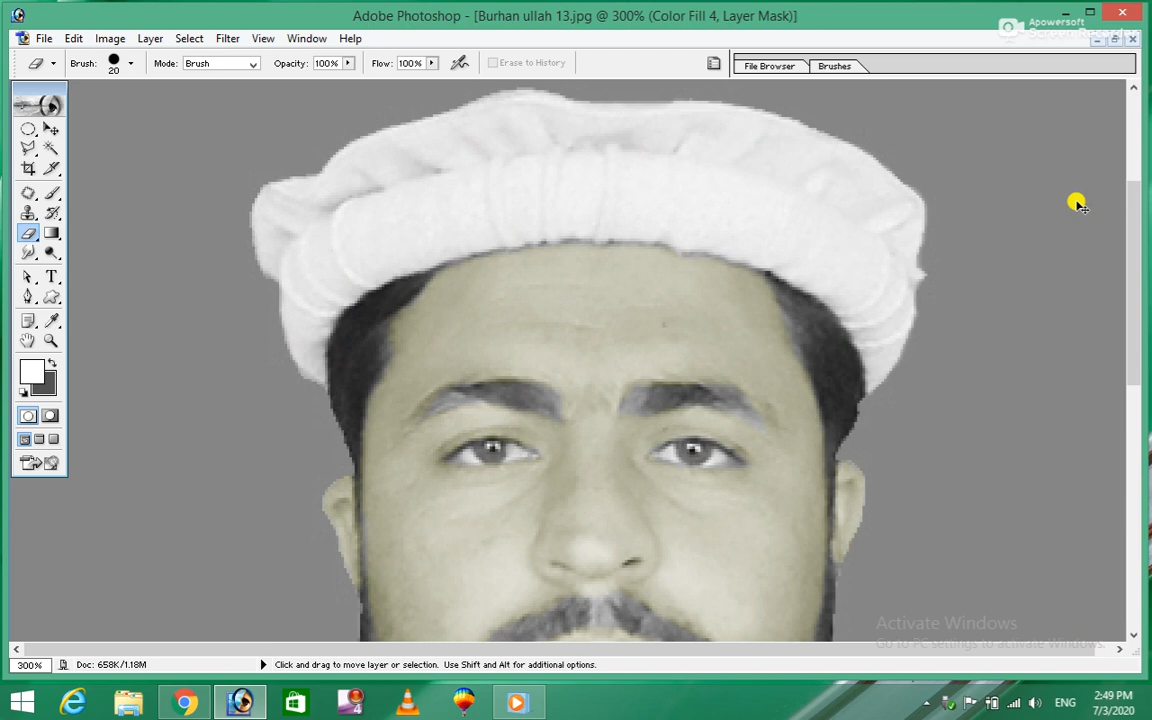 Adobe Photoshop - [Burhan ullah 13.jpg @ 300% (Color Fill 4, Layer Mask)]
Apowersoft
Screen Recorder
File Edit Image Layer Select Filter View Window Help
Brush: 20 Mode: Brush Opacity: 100% Flow: 100% Erase to History File Browser Brushes
T
Activate Windows
Go to PC settings to activate Windows.
300% Doc: 658K/1.18M Click and drag to move layer or selection. Use Shift and Alt for additional options.
4
ENG
2:49 PM
7/3/2020